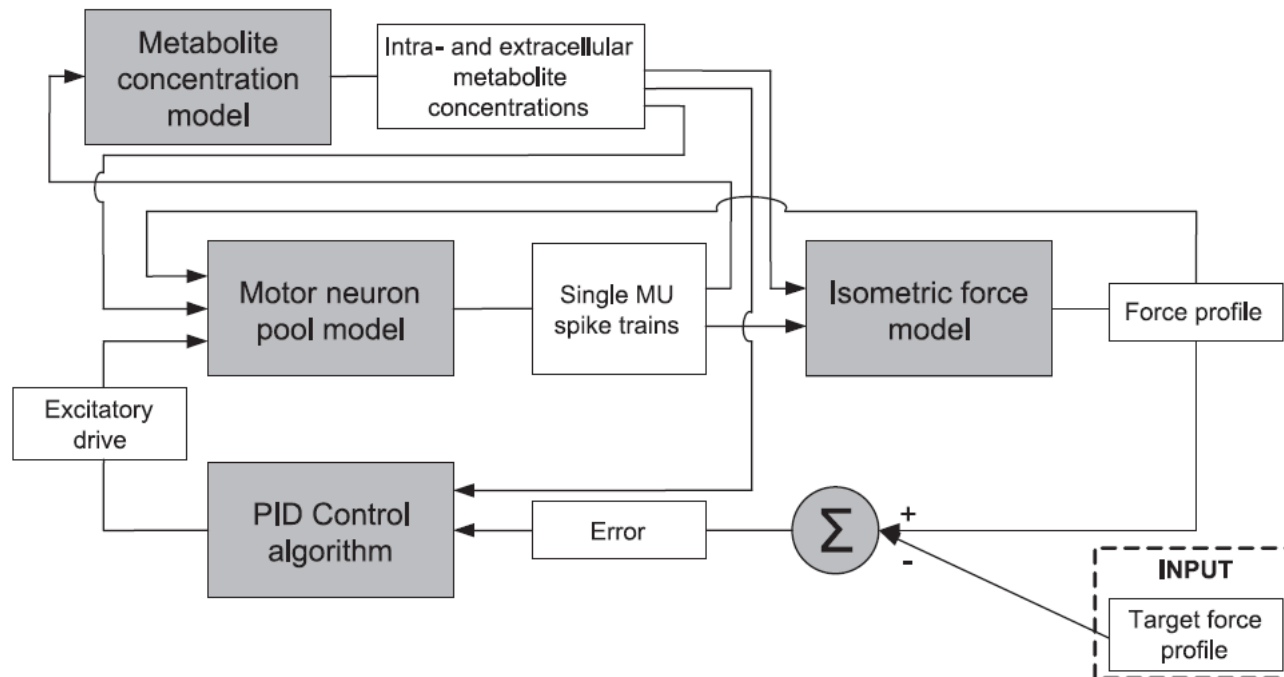 Metabolite
concentration
model
Intra- and extracellular
metabolite
concentrations
Motor neuron
pool model
Single MU
spike trains
Isometric force
model
Force profile
Excitatory
drive
PID Control
algorithm
Error
Σ
+
-
INPUT
Target force
profile